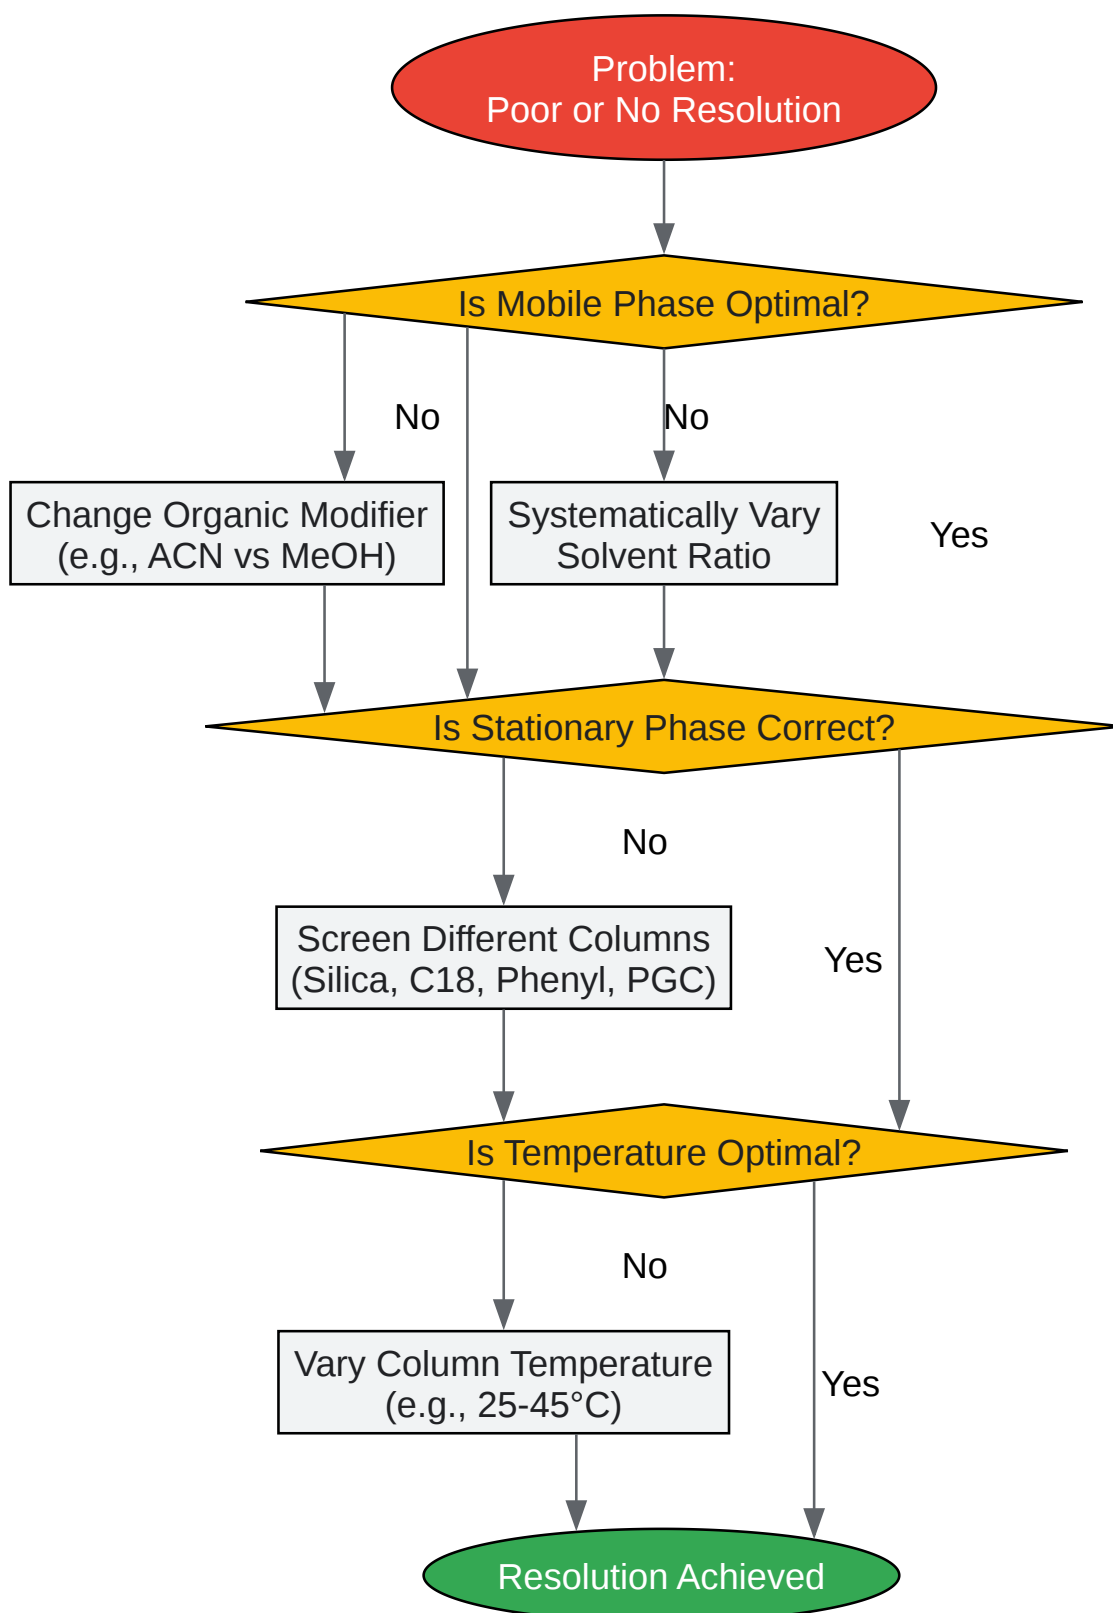 Problem:
Poor or No Resolution
Is Mobile Phase Optimal?
No
No
Change Organic Modifier
(e.g., ACN vs MeOH)
Systematically Vary
Solvent Ratio
Yes
Is Stationary Phase Correct?
No
Screen Different Columns
(Silica, C18, Phenyl, PGC)
Yes
Is Temperature Optimal?
No
Vary Column Temperature
(e.g., 25-45°C)
Yes
Resolution Achieved